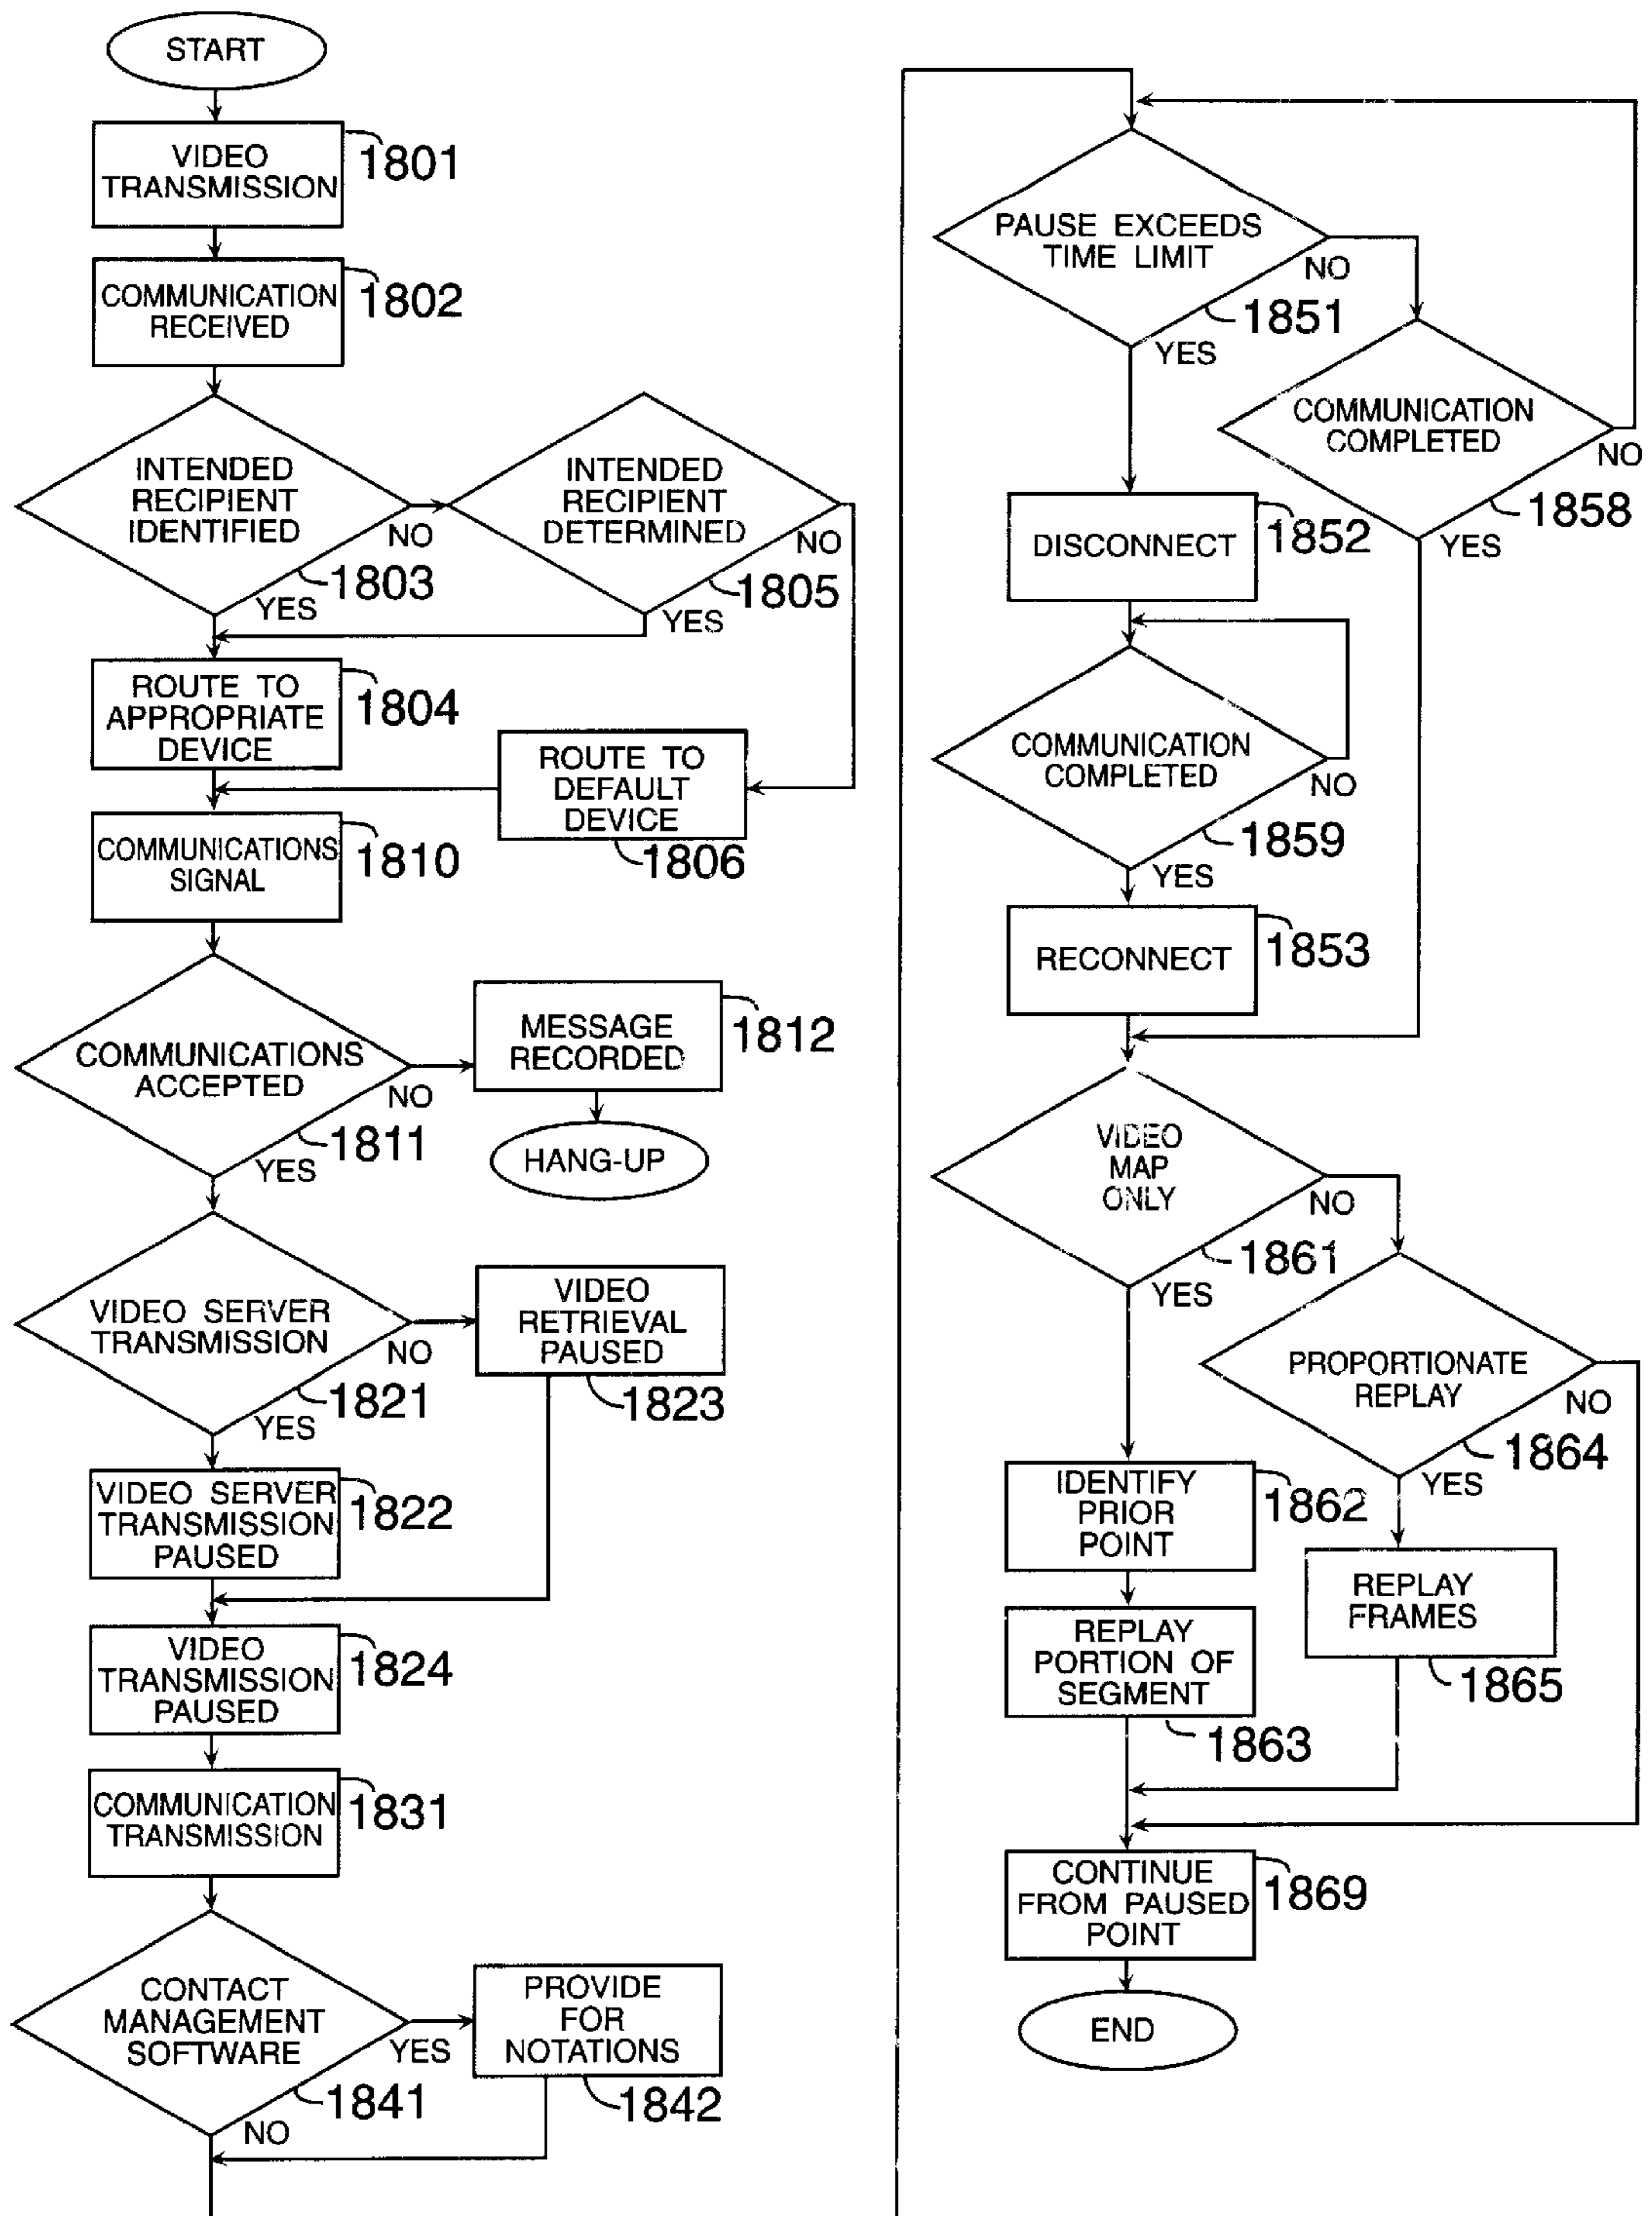 START
VIDEO
TRANSMISSION
1801
COMMUNICATION
RECEIVED
1802
INTENDED
RECIPIENT
IDENTIFIED
NO
1803
YES
INTENDED
RECIPIENT
DETERMINED
NO
1805
YES
ROUTE TO
APPROPRIATE
DEVICE
1804
ROUTE TO
DEFAULT
DEVICE
1806
COMMUNICATIONS
SIGNAL
1810
COMMUNICATIONS
ACCEPTED
NO
1811
YES
MESSAGE
RECORDED
1812
HANG-UP
VIDEO SERVER
TRANSMISSION
NO
1821
YES
VIDEO
RETRIEVAL
PAUSED
1823
VIDEO SERVER
TRANSMISSION
PAUSED
1822
VIDEO
TRANSMISSION
PAUSED
1824
COMMUNICATION
TRANSMISSION
1831
CONTACT
MANAGEMENT
SOFTWARE
YES
1841
NO
PROVIDE
FOR
NOTATIONS
1842
PAUSE EXCEEDS
TIME LIMIT
NO
1851
YES
COMMUNICATION
COMPLETED
NO
1858
YES
DISCONNECT
1852
COMMUNICATION
COMPLETED
NO
1859
YES
RECONNECT
1853
VIDEO
MAP
ONLY
NO
1861
YES
PROPORTIONATE
REPLAY
NO
1864
YES
IDENTIFY
PRIOR
POINT
1862
REPLAY
FRAMES
1865
REPLAY
PORTION OF
SEGMENT
1863
CONTINUE
FROM PAUSED
POINT
1869
END